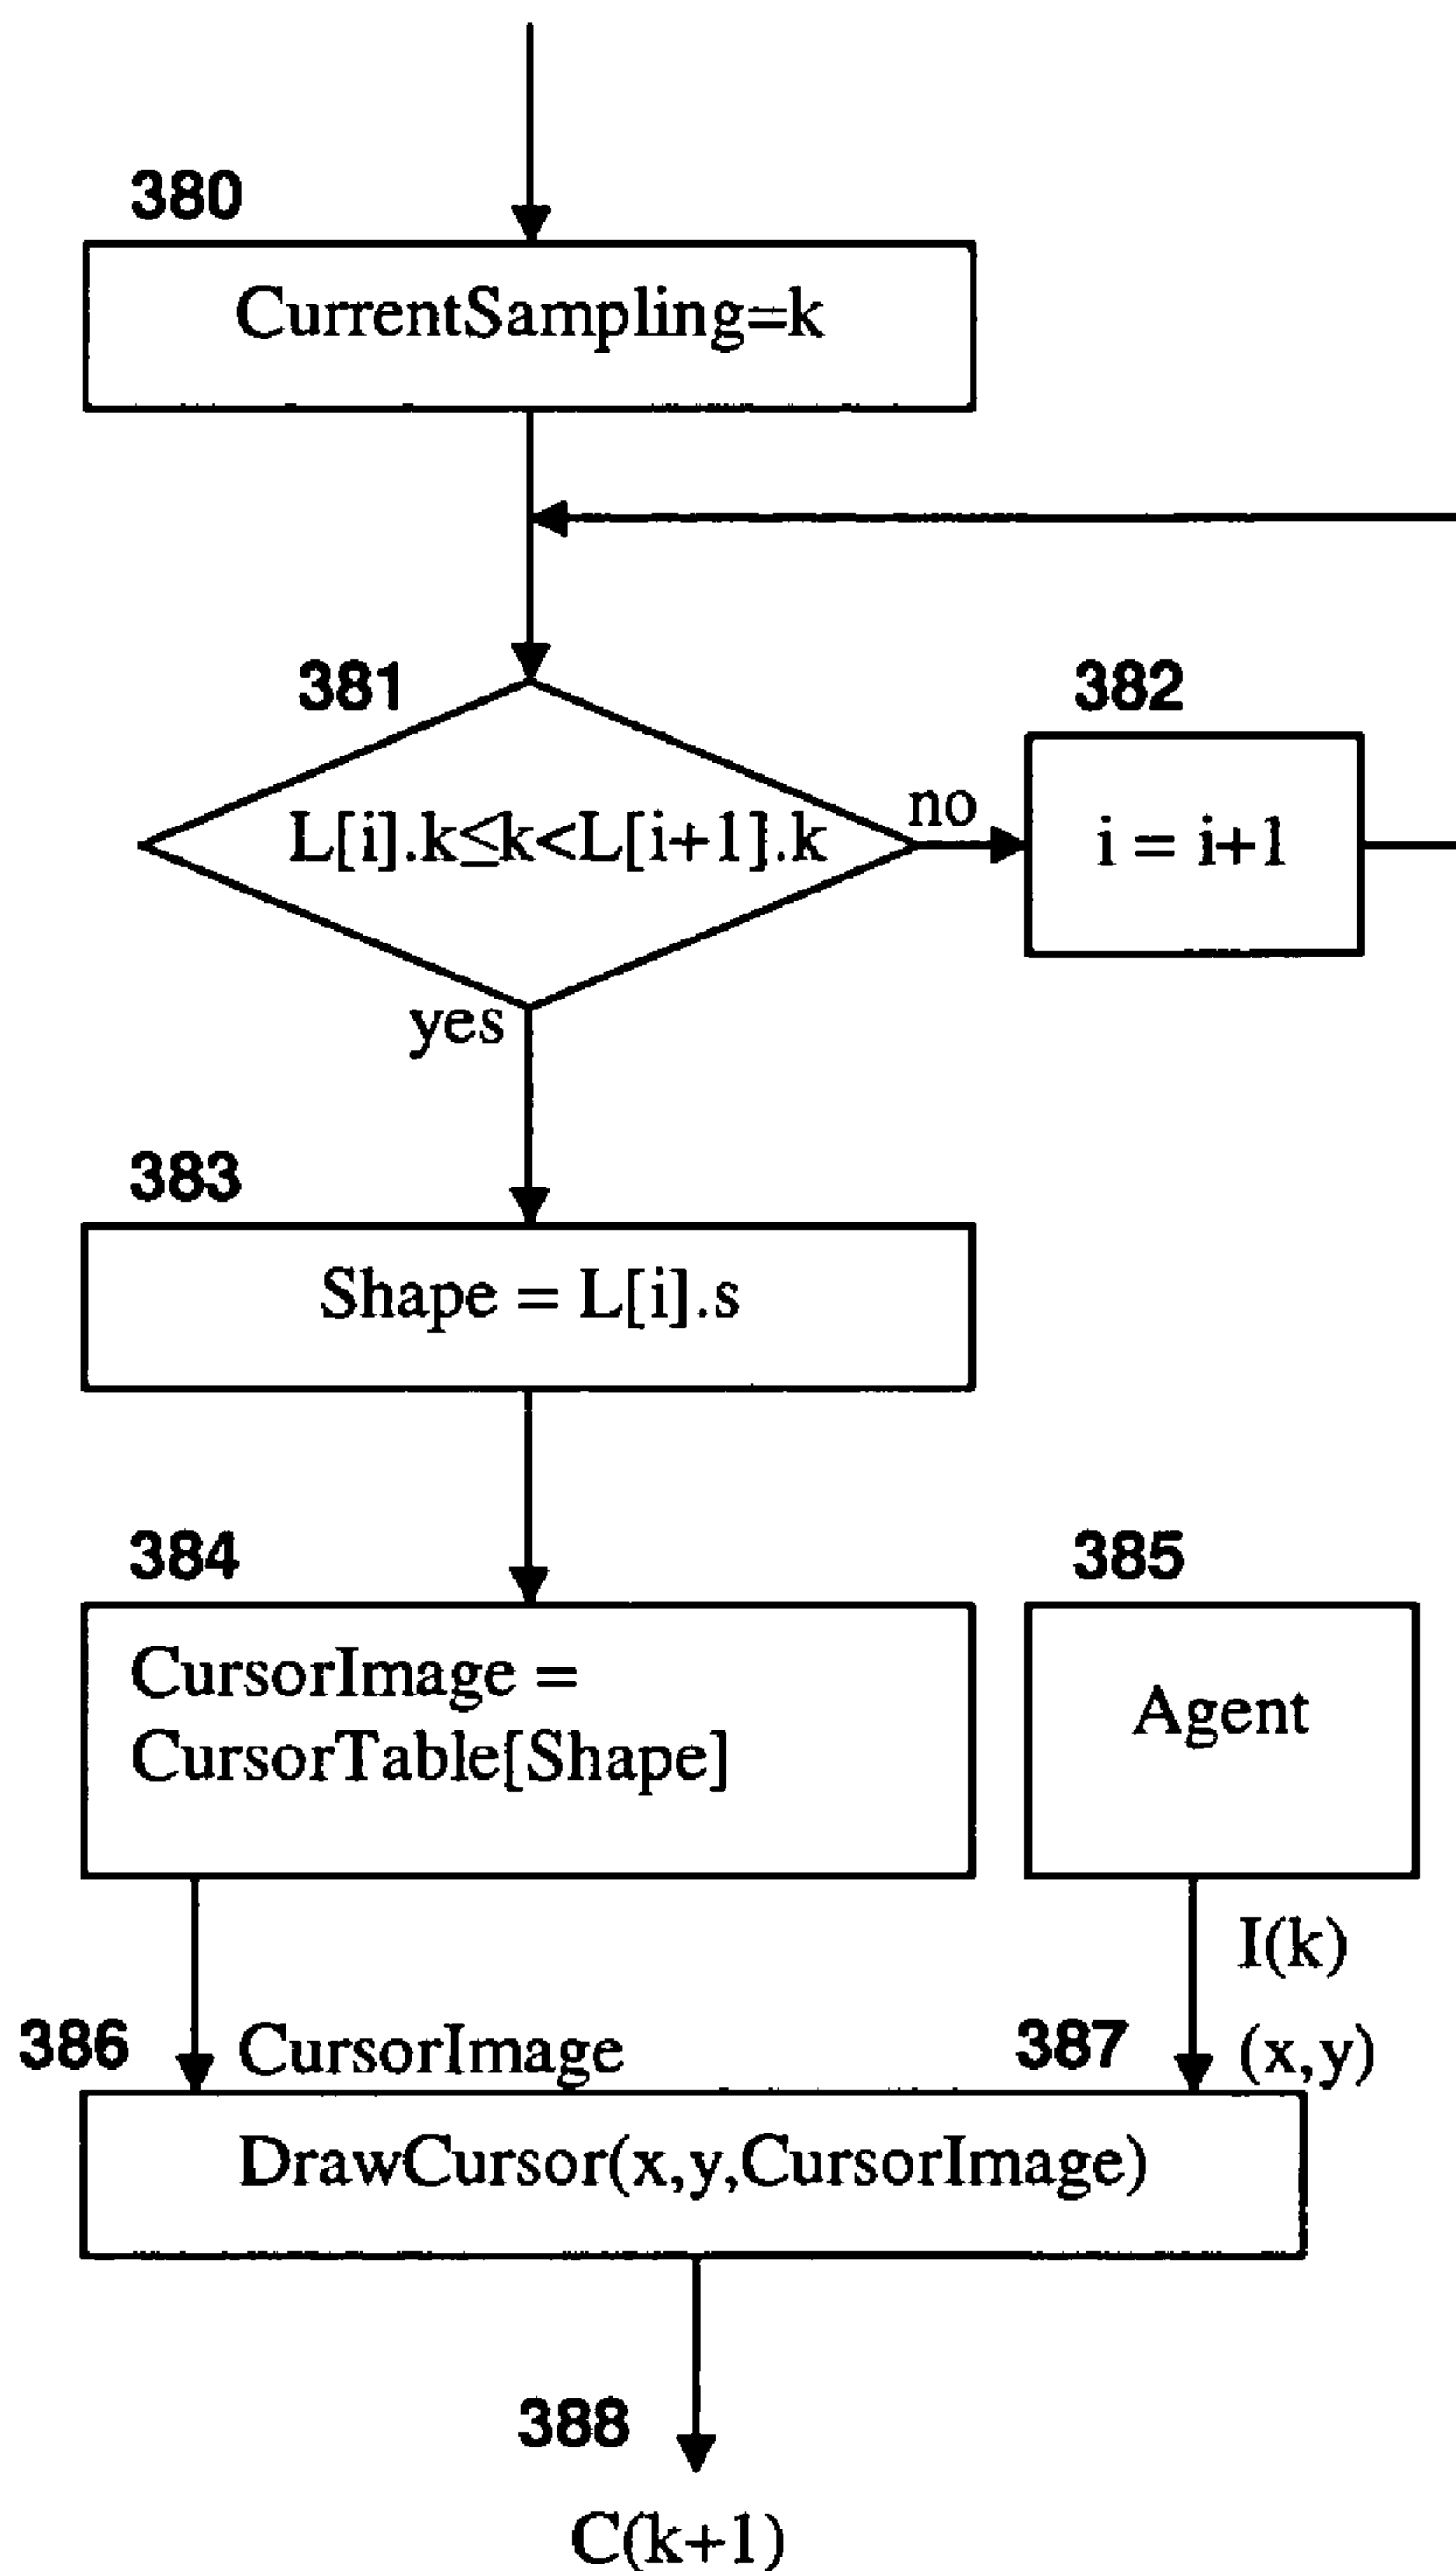 380
CurrentSampling=k
381
382
L[i].k≤k<L[i+1].k
no
i = i+1
yes
383
Shape = L[i].s
384
385
CursorImage =
CursorTable[Shape]
Agent
I(k)
386
CursorImage
387
(x,y)
DrawCursor(x,y,CursorImage)
388
C(k+1)